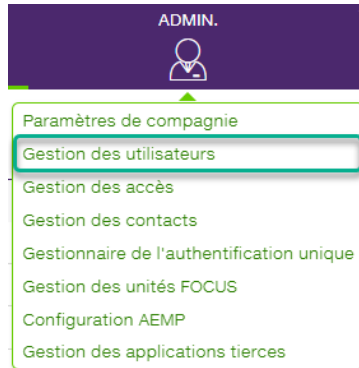 ADMIN.
Paramètres de compagnie
Gestion des utilisateurs
Gestion des accès
Gestion des contacts
Gestionnaire de l'authentification unique
Gestion des unités FOCUS
Configuration AEMP
Gestion des applications tierces